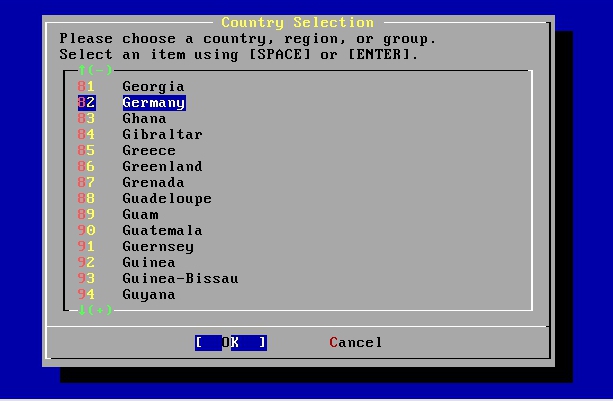 Country Selection
Please choose a country, region, or group.
Select an item using [SPACE] or [ENTER].
↑(-)
81 Georgia
82 Germany
83 Ghana
84 Gibraltar
85 Greece
86 Greenland
87 Grenada
88 Guadeloupe
89 Guam
90 Guatemala
91 Guernsey
92 Guinea
93 Guinea-Bissau
94 Guyana
↓(+)
[ OK ] Cancel